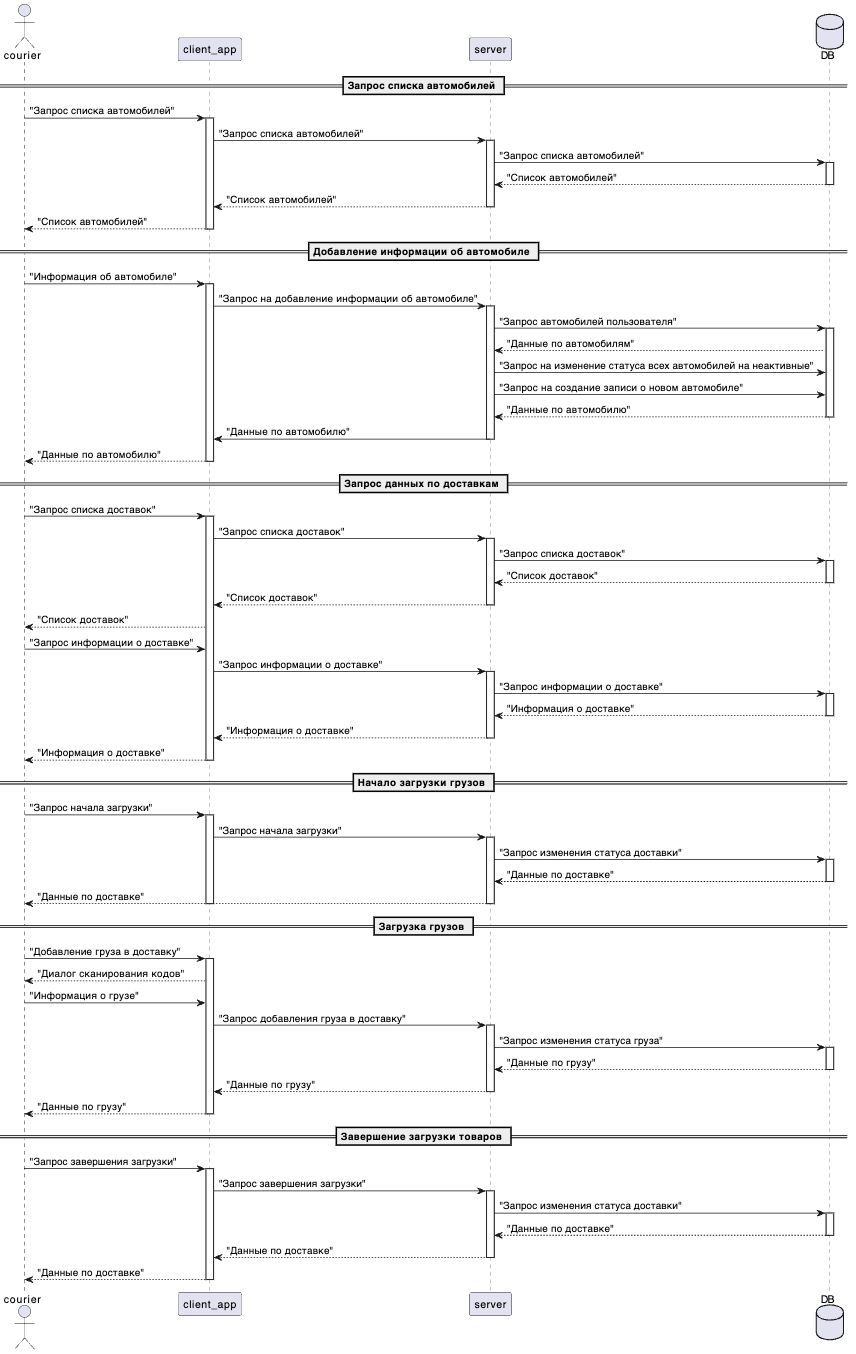 courier
client_app
server
DB
Запрос списка автомобилей
"Запрос списка автомобилей"
"Запрос списка автомобилей"
"Запрос списка автомобилей"
"Список автомобилей"
"Список автомобилей"
"Список автомобилей"
Добавление информации об автомобиле
"Информация об автомобиле"
"Запрос на добавление информации об автомобиле"
"Запрос автомобилей пользователя"
"Данные по автомобилям"
"Запрос на изменение статуса всех автомобилей на неактивные"
"Запрос на создание записи о новом автомобиле"
"Данные по автомобилю"
"Данные по автомобилю"
"Данные по автомобилю"
Запрос данных по доставкам
"Запрос списка доставок"
"Запрос списка доставок"
"Запрос списка доставок"
"Список доставок"
"Список доставок"
"Список доставок"
"Запрос информации о доставке"
"Запрос информации о доставке"
"Запрос информации о доставке"
"Информация о доставке"
"Информация о доставке"
"Информация о доставке"
Начало загрузки грузов
"Запрос начала загрузки"
"Запрос начала загрузки"
"Запрос изменения статуса доставки"
"Данные по доставке"
"Данные по доставке"
Загрузка грузов
"Добавление груза в доставку"
"Диалог сканирования кодов"
"Информация о грузе"
"Запрос добавления груза в доставку"
"Запрос изменения статуса груза"
"Данные по грузу"
"Данные по грузу"
"Данные по грузу"
Завершение загрузки товаров
"Запрос завершения загрузки"
"Запрос завершения загрузки"
"Запрос изменения статуса доставки"
"Данные по доставке"
"Данные по доставке"
"Данные по доставке"
courier
client_app
server
DB